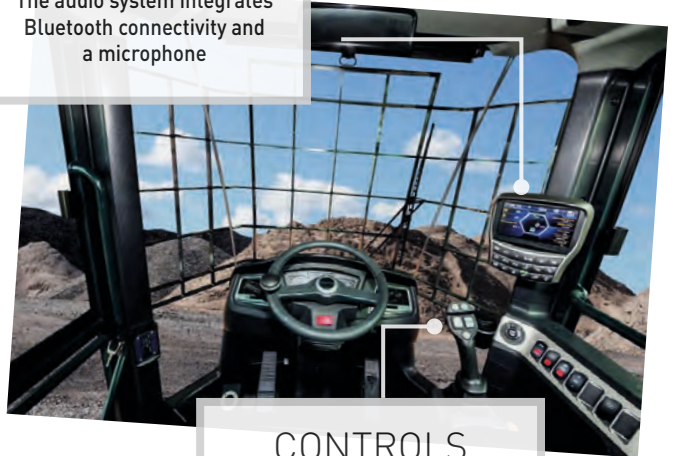 The audio system integrates
Bluetooth connectivity and
a microphone
CONTROLS